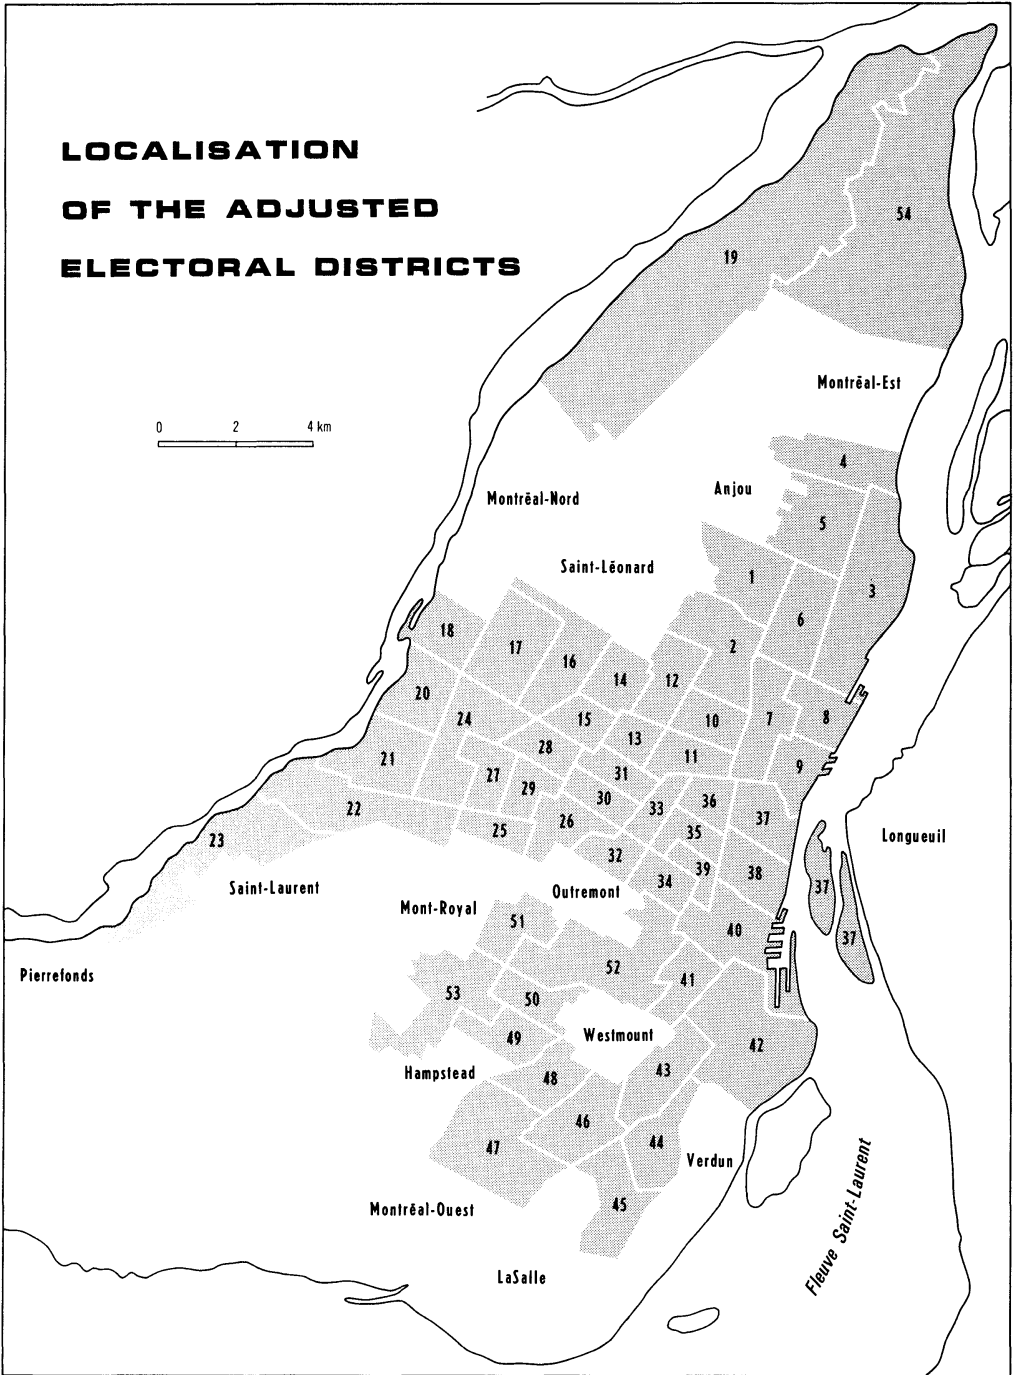 LOCALISATION
OF THE ADJUSTED
ELECTORAL DISTRICTS
54
19
Montréal-Est
0 2 4 km
4
Montréal-Nord
Anjou
5
Saint-Léonard
1
3
6
18
17
2
16
14
12
20
24
15
10
7
8
13
28
11
21
9
27
31
29
30
36
22
33
37
26
25
35
23
Longueuil
32
39
38
34
Saint-Laurent
Outremont
37
Mont-Royal
51
40
37
52
Pierrefonds
41
53
50
Westmount
49
42
Hampstead
43
48
46
47
44
Verdun
45
Montréal-Ouest
Fleuve Saint-Laurent
LaSalle